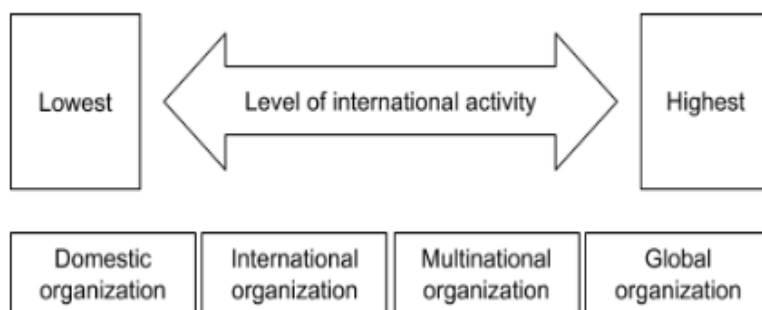 Lowest
Level of international activity
Highest
Domestic
organization
International
organization
Multinational
organization
Global
organization